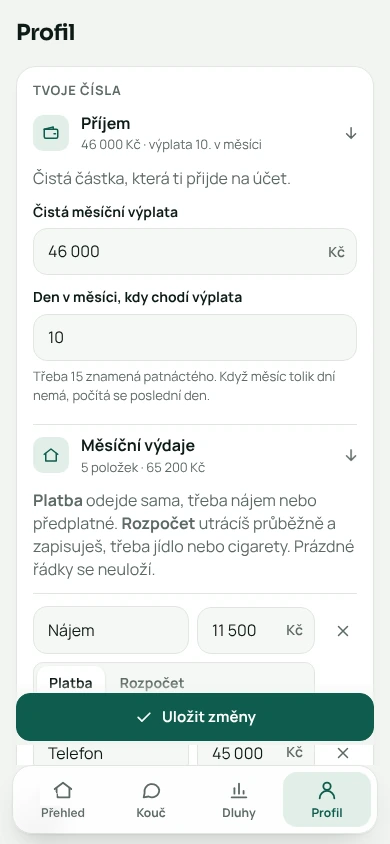 Profil
TVOJE ČÍSLA
Příjem
46 000 Kč · výplata 10. v měsíci
Čistá částka, která ti přijde na účet.
Čistá měsíční výplata
46 000 Kč
Den v měsíci, kdy chodí výplata
10
Třeba 15 znamená patnáctého. Když měsíc tolik dní
nemá, počítá se poslední den.
Měsíční výdaje
5 položek · 65 200 Kč
Platba odejde sama, třeba nájem nebo
předplatné. Rozpočet utrácíš průběžně a
zapisuješ, třeba jídlo nebo cigarety. Prázdné
řádky se neuloží.
Nájem 11 500 Kč
Platba Rozpočet
Uložit změny
Telefon 45 000 Kč
Přehled Kouč Dluhy Profil